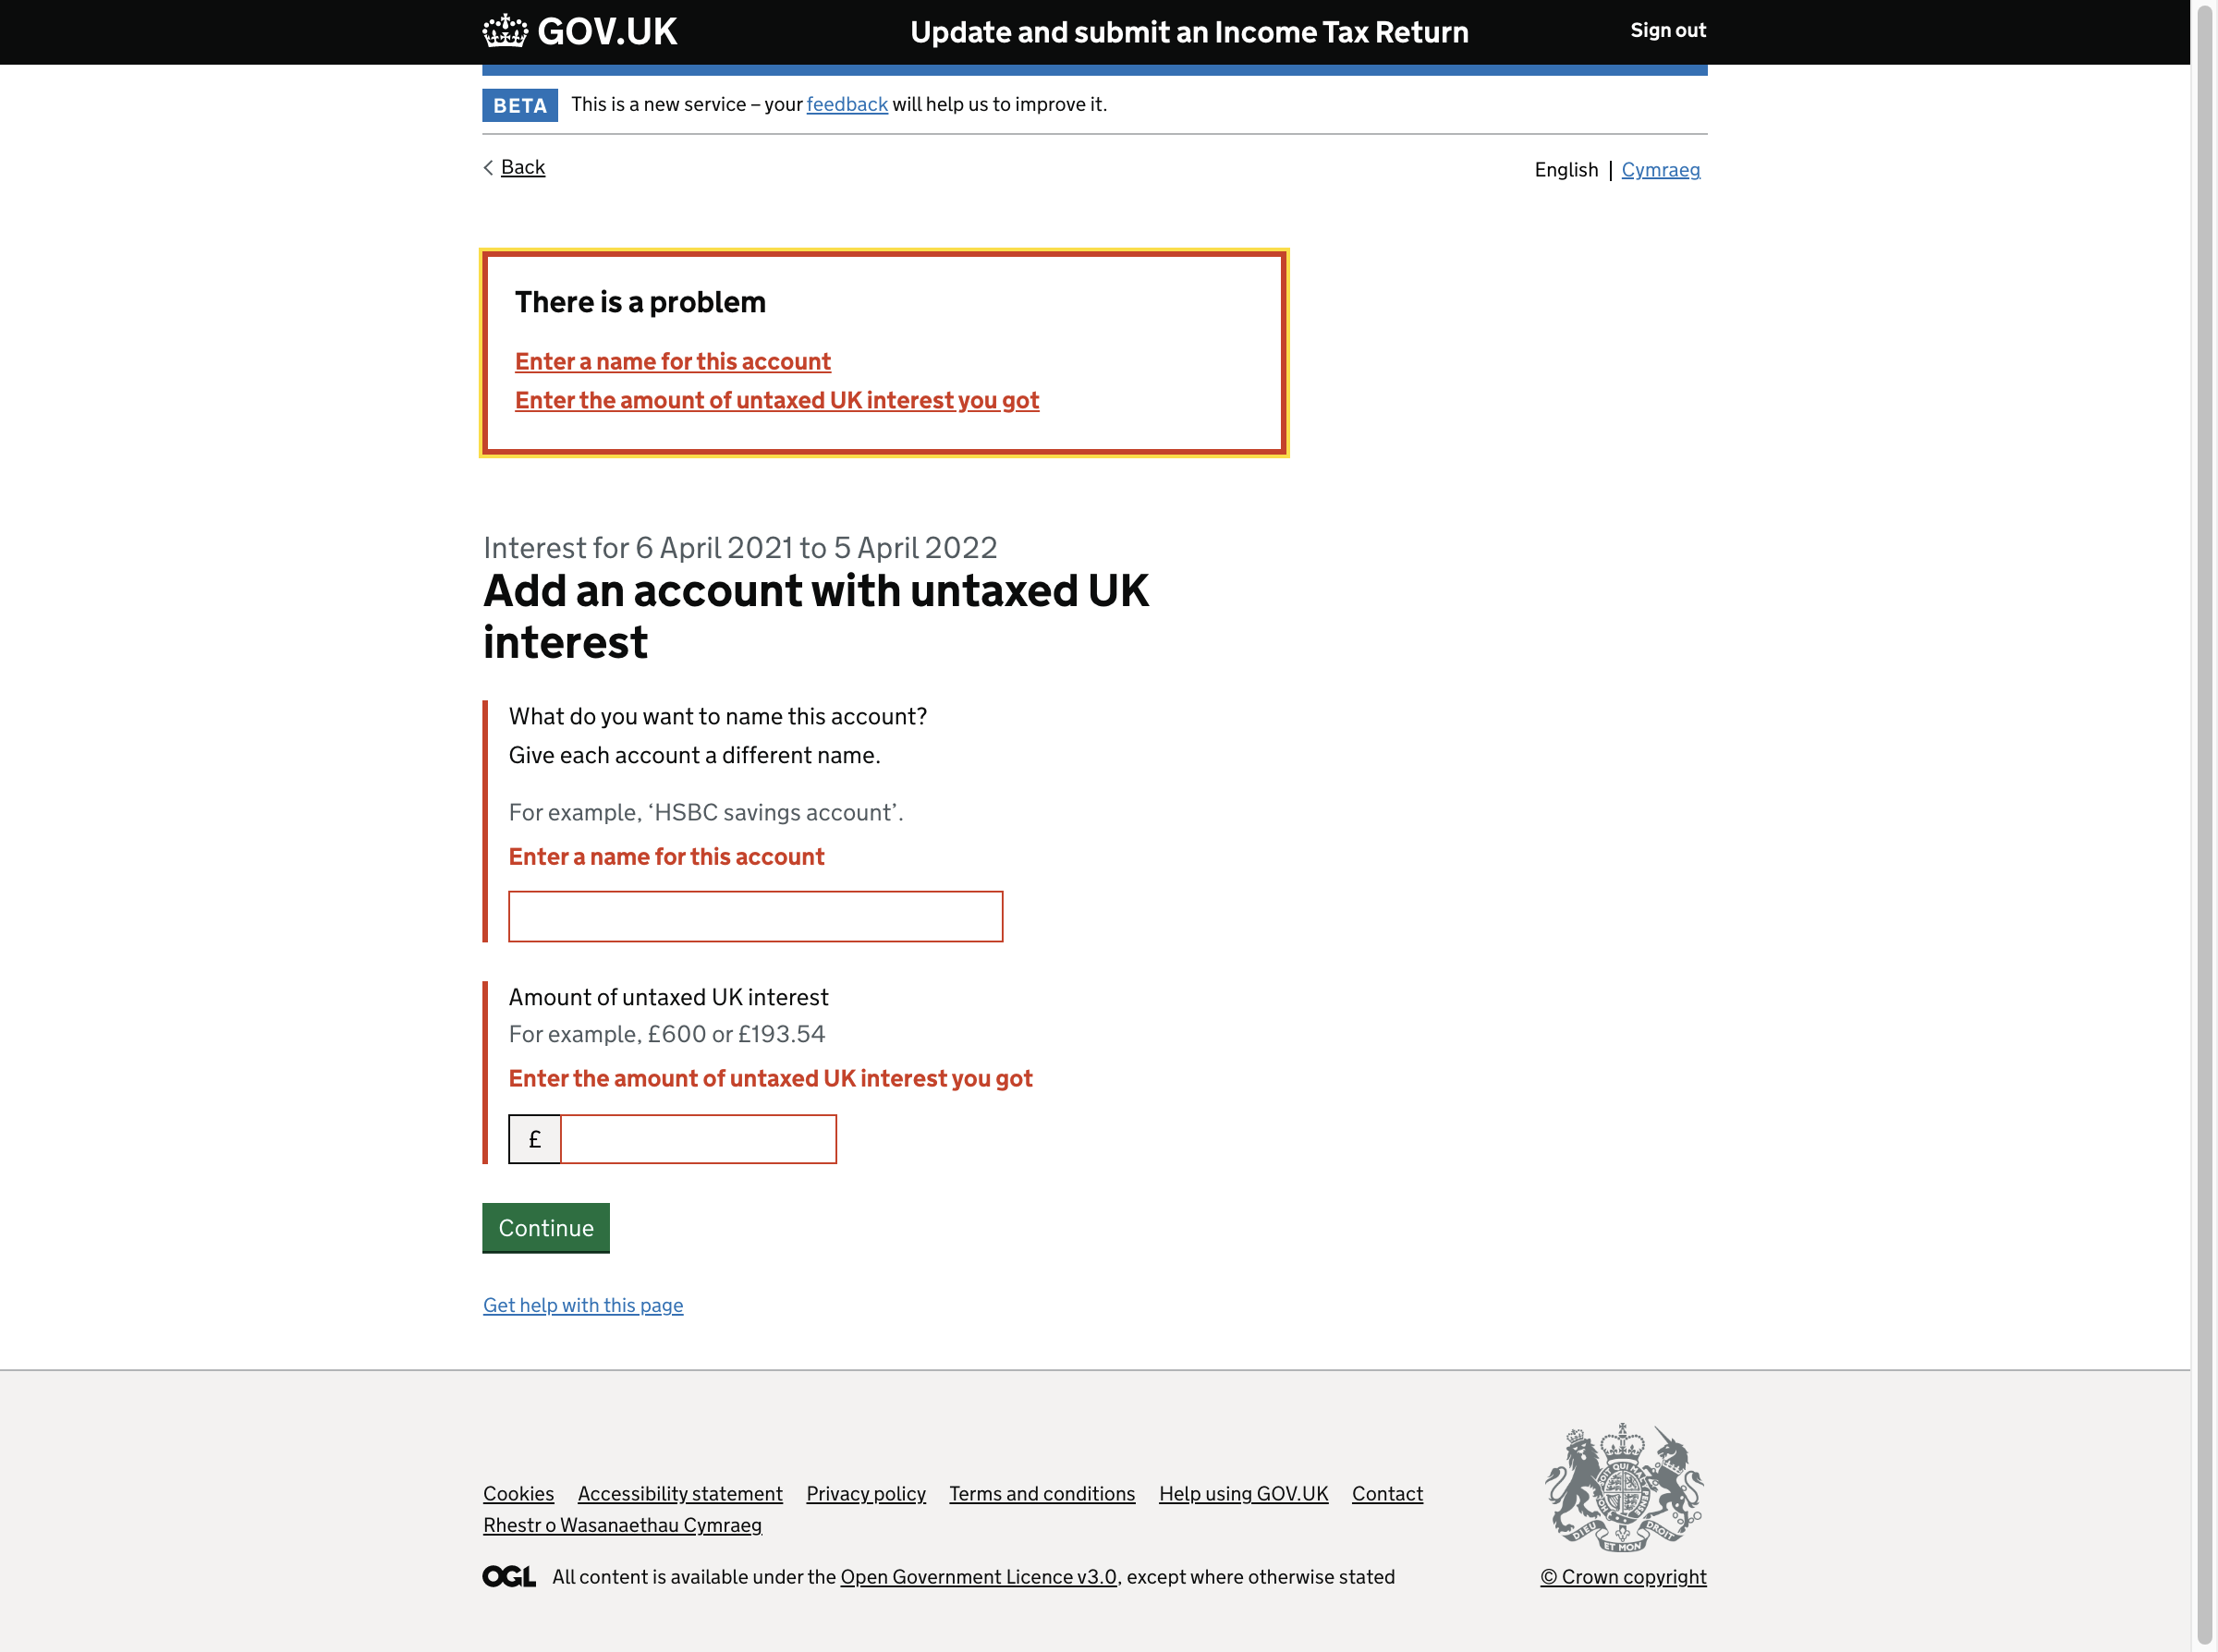 GOV.UK
Update and submit an Income Tax Return
Sign out
BETA
This is a new service – your feedback will help us to improve it.
Back
English | Cymraeg
There is a problem
Enter a name for this account
Enter the amount of untaxed UK interest you got
Interest for 6 April 2021 to 5 April 2022
Add an account with untaxed UK
interest
What do you want to name this account?
Give each account a different name.
For example, ‘HSBC savings account’.
Enter a name for this account
Amount of untaxed UK interest
For example, £600 or £193.54
Enter the amount of untaxed UK interest you got
£
Continue
Get help with this page
Cookies Accessibility statement Privacy policy Terms and conditions Help using GOV.UK Contact
Rhestr o Wasanaethau Cymraeg
OGL All content is available under the Open Government Licence v3.0, except where otherwise stated
DIEU ET MON DROIT
© Crown copyright